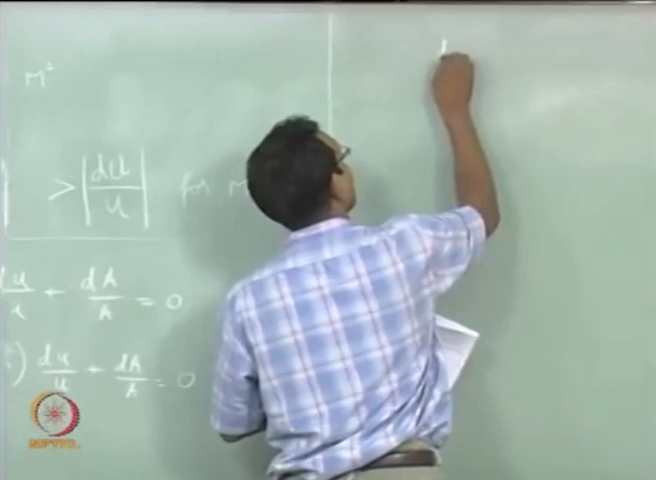 M²
| > |du/u| for M
du/u + dA/A = 0
) du/u + dA/A = 0
NPTEL